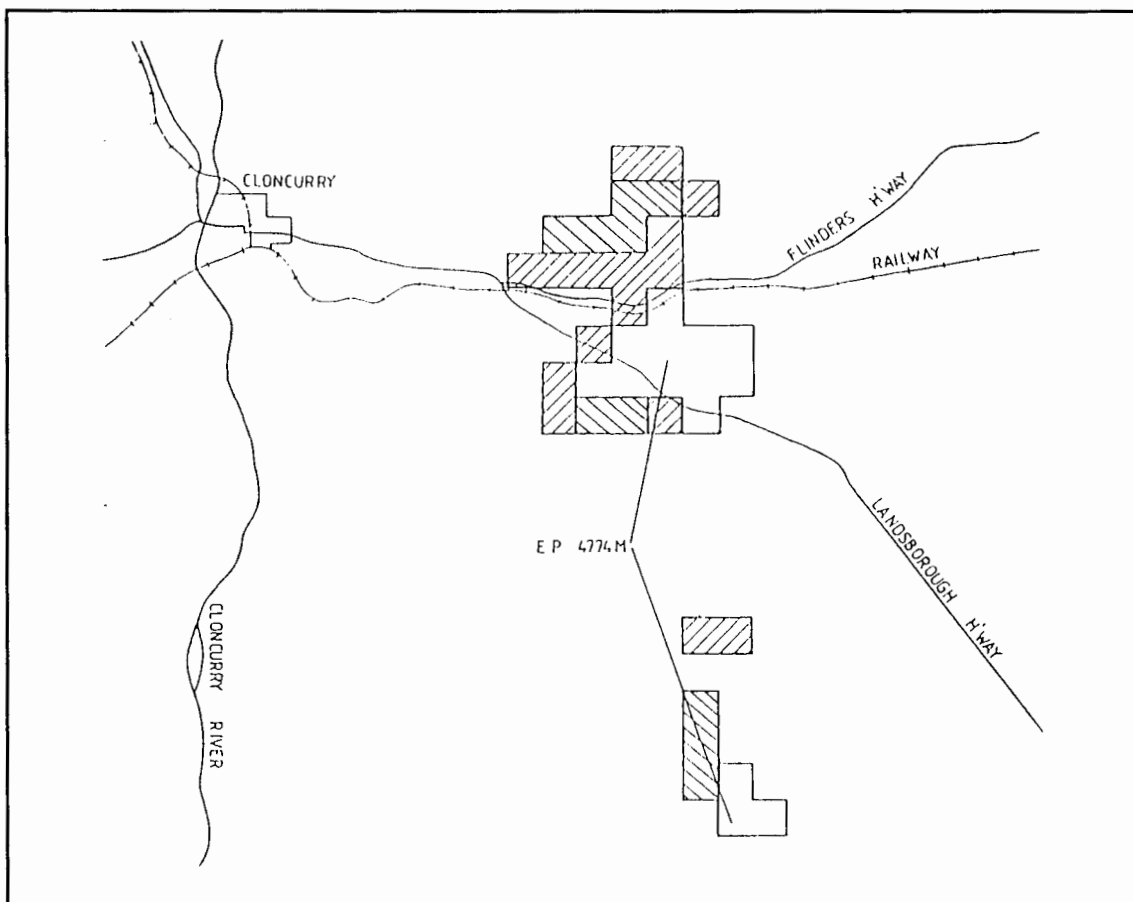 CLONCURRY
FLINDERS H'WAY
RAILWAY
EP 4774M
LANDSBOROUGH H'WAY
CLONCURRY RIVER